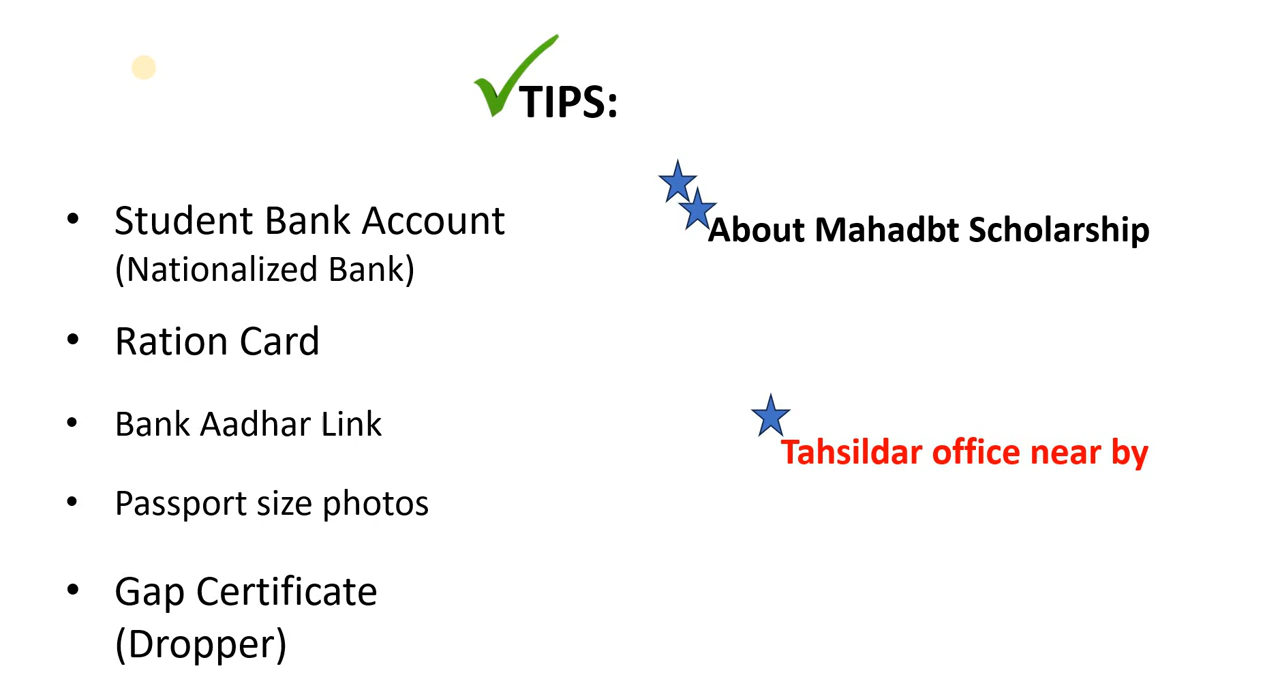 TIPS:
• Student Bank Account
(Nationalized Bank)
• Ration Card
• Bank Aadhar Link
• Passport size photos
• Gap Certificate
(Dropper)
About Mahadbt Scholarship
Tahsildar office near by